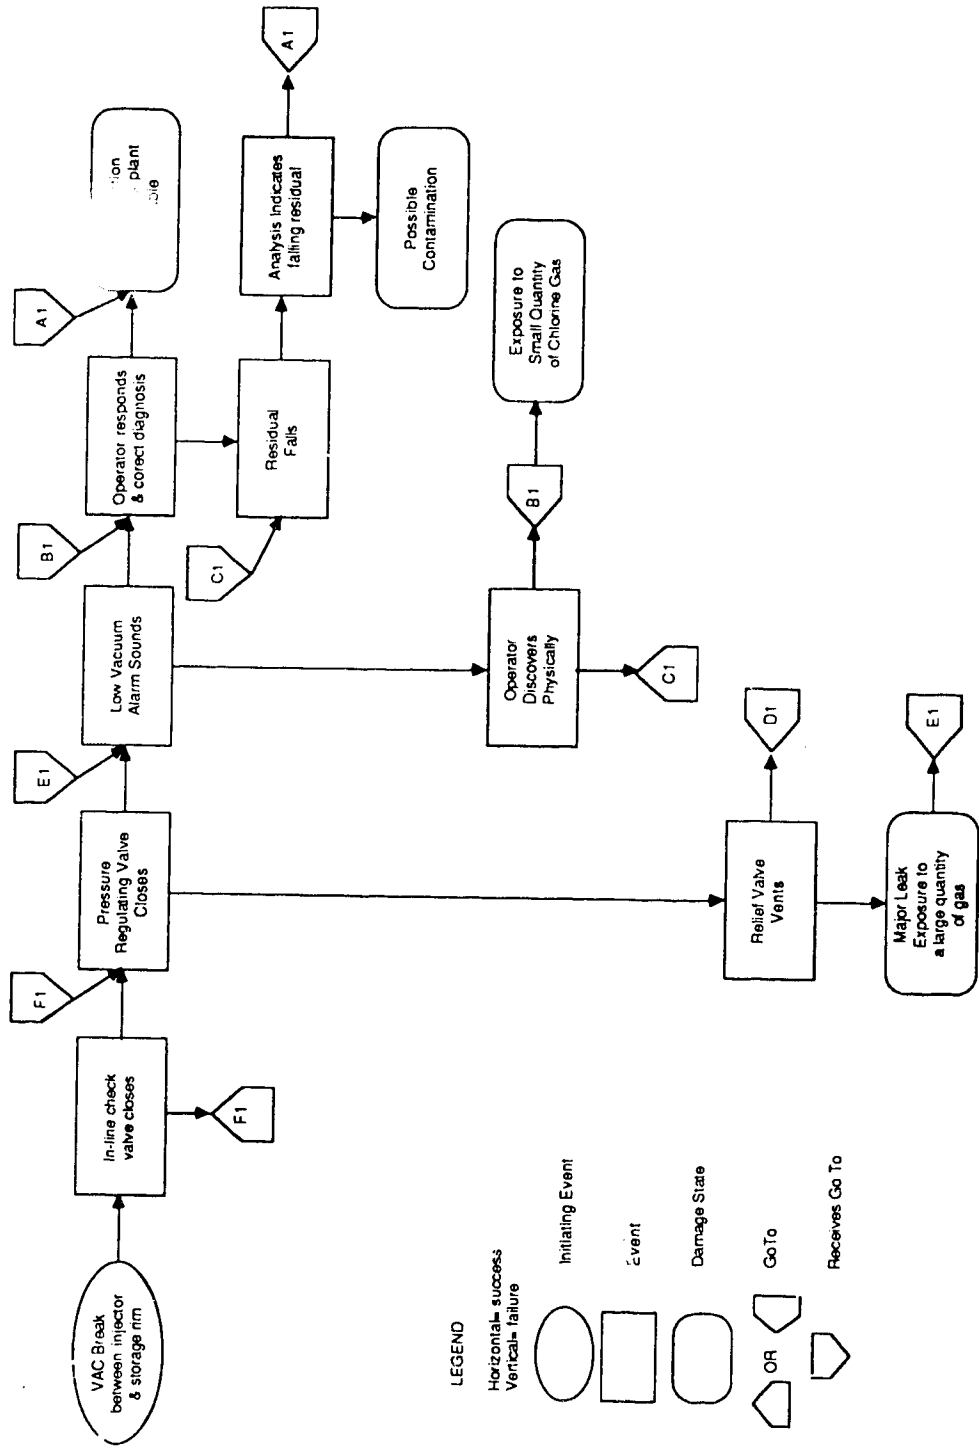 VAC Break
between injector
& storage rim
In-line check
valve closes
F1
F1
Pressure
Regulating Valve
Closes
E1
Low Vacuum
Alarm Sounds
B1
Operator responds
& corect diagnosis
A1
plant
C1
Residual
Falls
Analysis Indicates
falling residual
A1
Possible
Contamination
Operator
Discovers
Physically
B1
Exposure to
Small Quantity
of Chlorine Gas
C1
Relief Valve
Vents
D1
Major Leak
Exposure to
a large quantity
of gas
E1
LEGEND
Horizontal= success
Vertical= failure
Initiating Event
Event
Damage State
OR
GoTo
Receives Go To